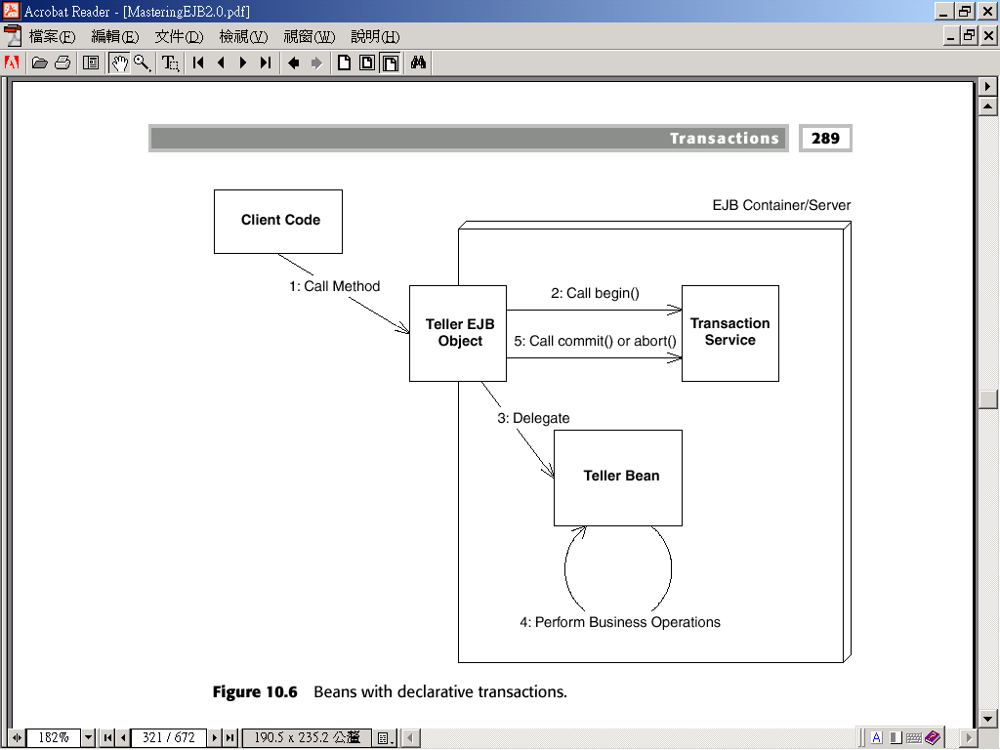 Acrobat Reader - [MasteringEJB2.0.pdf]
檔案(F) 編輯(E) 文件(D) 檢視(V) 視窗(W) 說明(H)
Transactions 289
EJB Container/Server
Client Code
1: Call Method
2: Call begin()
Teller EJB
Object
Transaction
Service
5: Call commit() or abort()
3: Delegate
Teller Bean
4: Perform Business Operations
Figure 10.6 Beans with declarative transactions.
182% 321 / 672 190.5 x 235.2 公釐 A